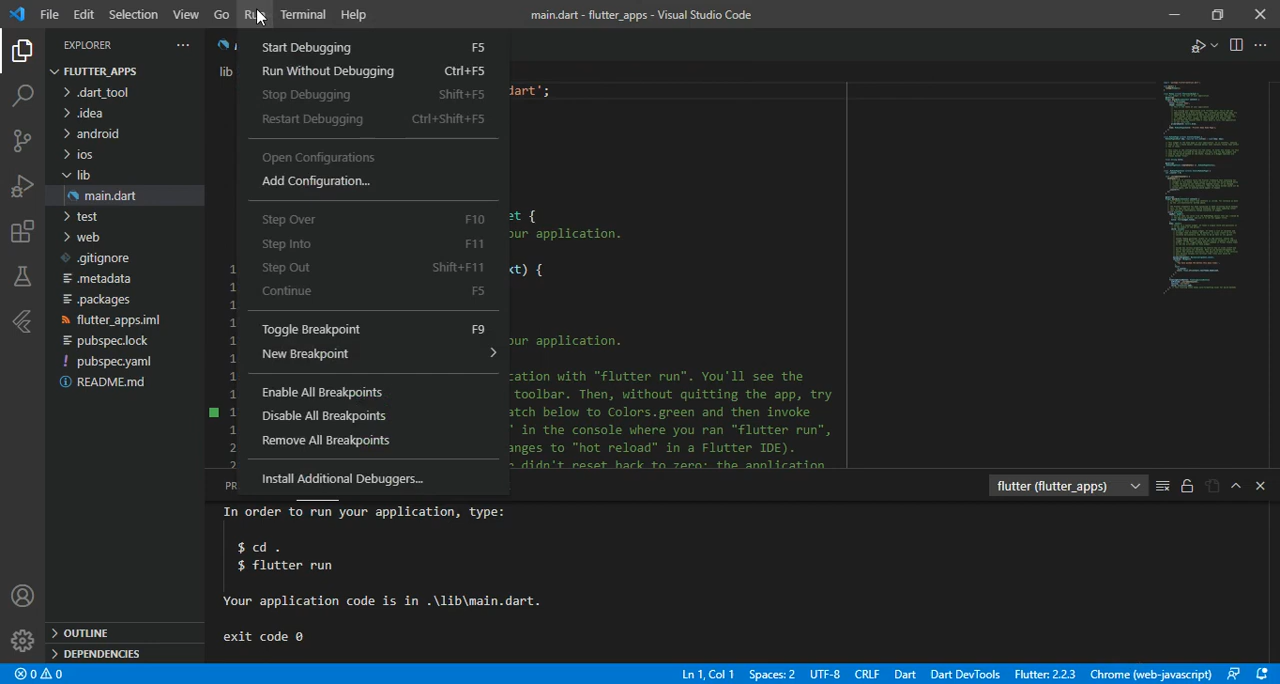 File Edit Selection View Go Run Terminal Help
main.dart - flutter_apps - Visual Studio Code
EXPLORER
FLUTTER_APPS
.dart_tool
.idea
android
ios
lib
main.dart
test
web
.gitignore
.metadata
.packages
flutter_apps.iml
pubspec.lock
pubspec.yaml
README.md
OUTLINE
DEPENDENCIES
lib
Start Debugging F5
Run Without Debugging Ctrl+F5
Stop Debugging Shift+F5
Restart Debugging Ctrl+Shift+F5
Open Configurations
Add Configuration...
Step Over F10
Step Into F11
Step Out Shift+F11
Continue F5
Toggle Breakpoint F9
New Breakpoint
Enable All Breakpoints
Disable All Breakpoints
Remove All Breakpoints
Install Additional Debuggers...
dart';
et {
our application.
xt) {
our application.
cation with "flutter run". You'll see the
toolbar. Then, without quitting the app, try
atch below to Colors.green and then invoke
' in the console where you ran "flutter run",
anges to "hot reload" in a Flutter IDE).
r didn't reset back to zero; the application
PR
flutter (flutter_apps)
In order to run your application, type:
$ cd .
$ flutter run
Your application code is in .\lib\main.dart.
exit code 0
0 0
Ln 1, Col 1 Spaces: 2 UTF-8 CRLF Dart Dart DevTools Flutter: 2.2.3 Chrome (web-javascript)